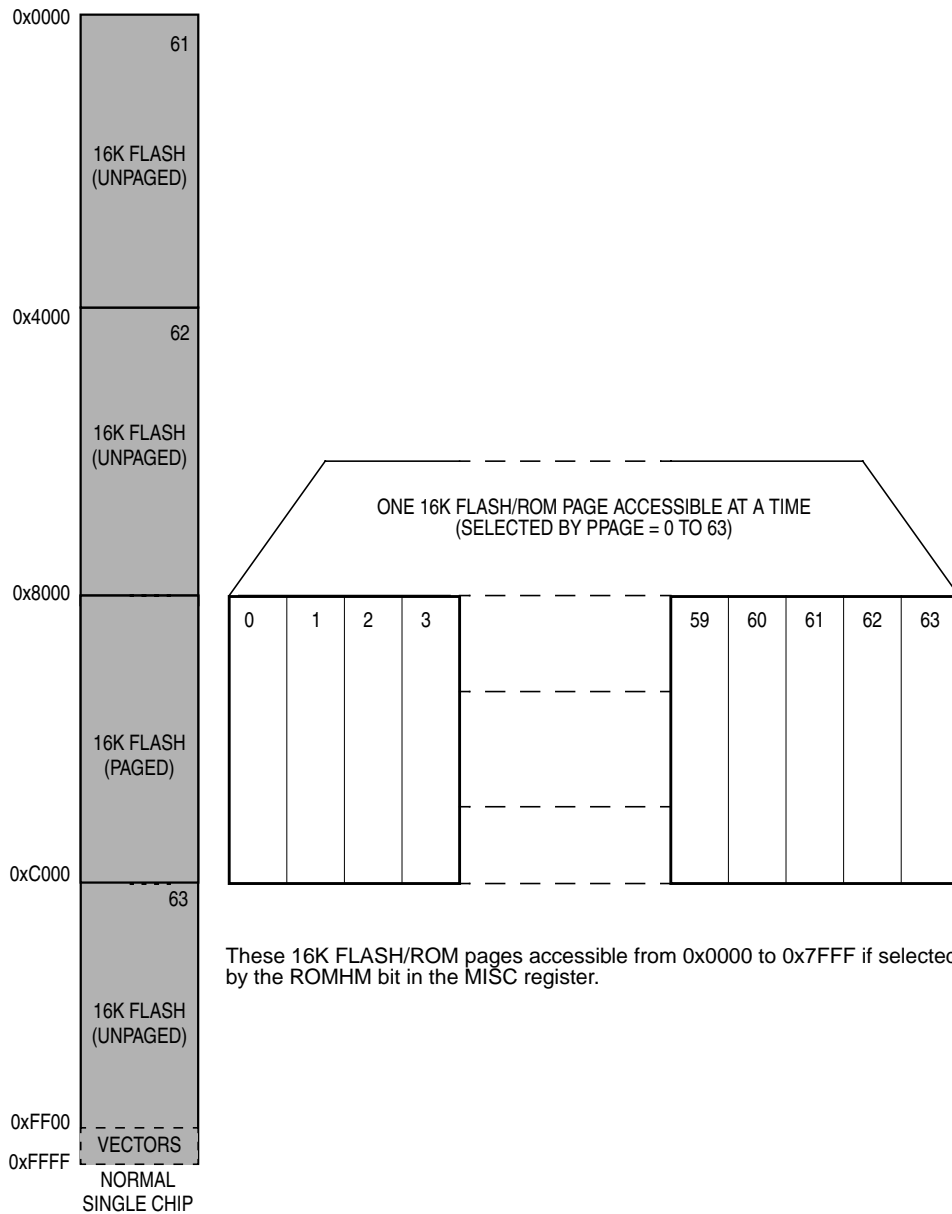 0x0000
61
16K FLASH
(UNPAGED)
0x4000
62
16K FLASH
(UNPAGED)
ONE 16K FLASH/ROM PAGE ACCESSIBLE AT A TIME
(SELECTED BY PPAGE = 0 TO 63)
0x8000
0 1 2 3 59 60 61 62 63
16K FLASH
(PAGED)
0xC000
63
These 16K FLASH/ROM pages accessible from 0x0000 to 0x7FFF if selected
by the ROMHM bit in the MISC register.
16K FLASH
(UNPAGED)
0xFF00
VECTORS
0xFFFF
NORMAL
SINGLE CHIP